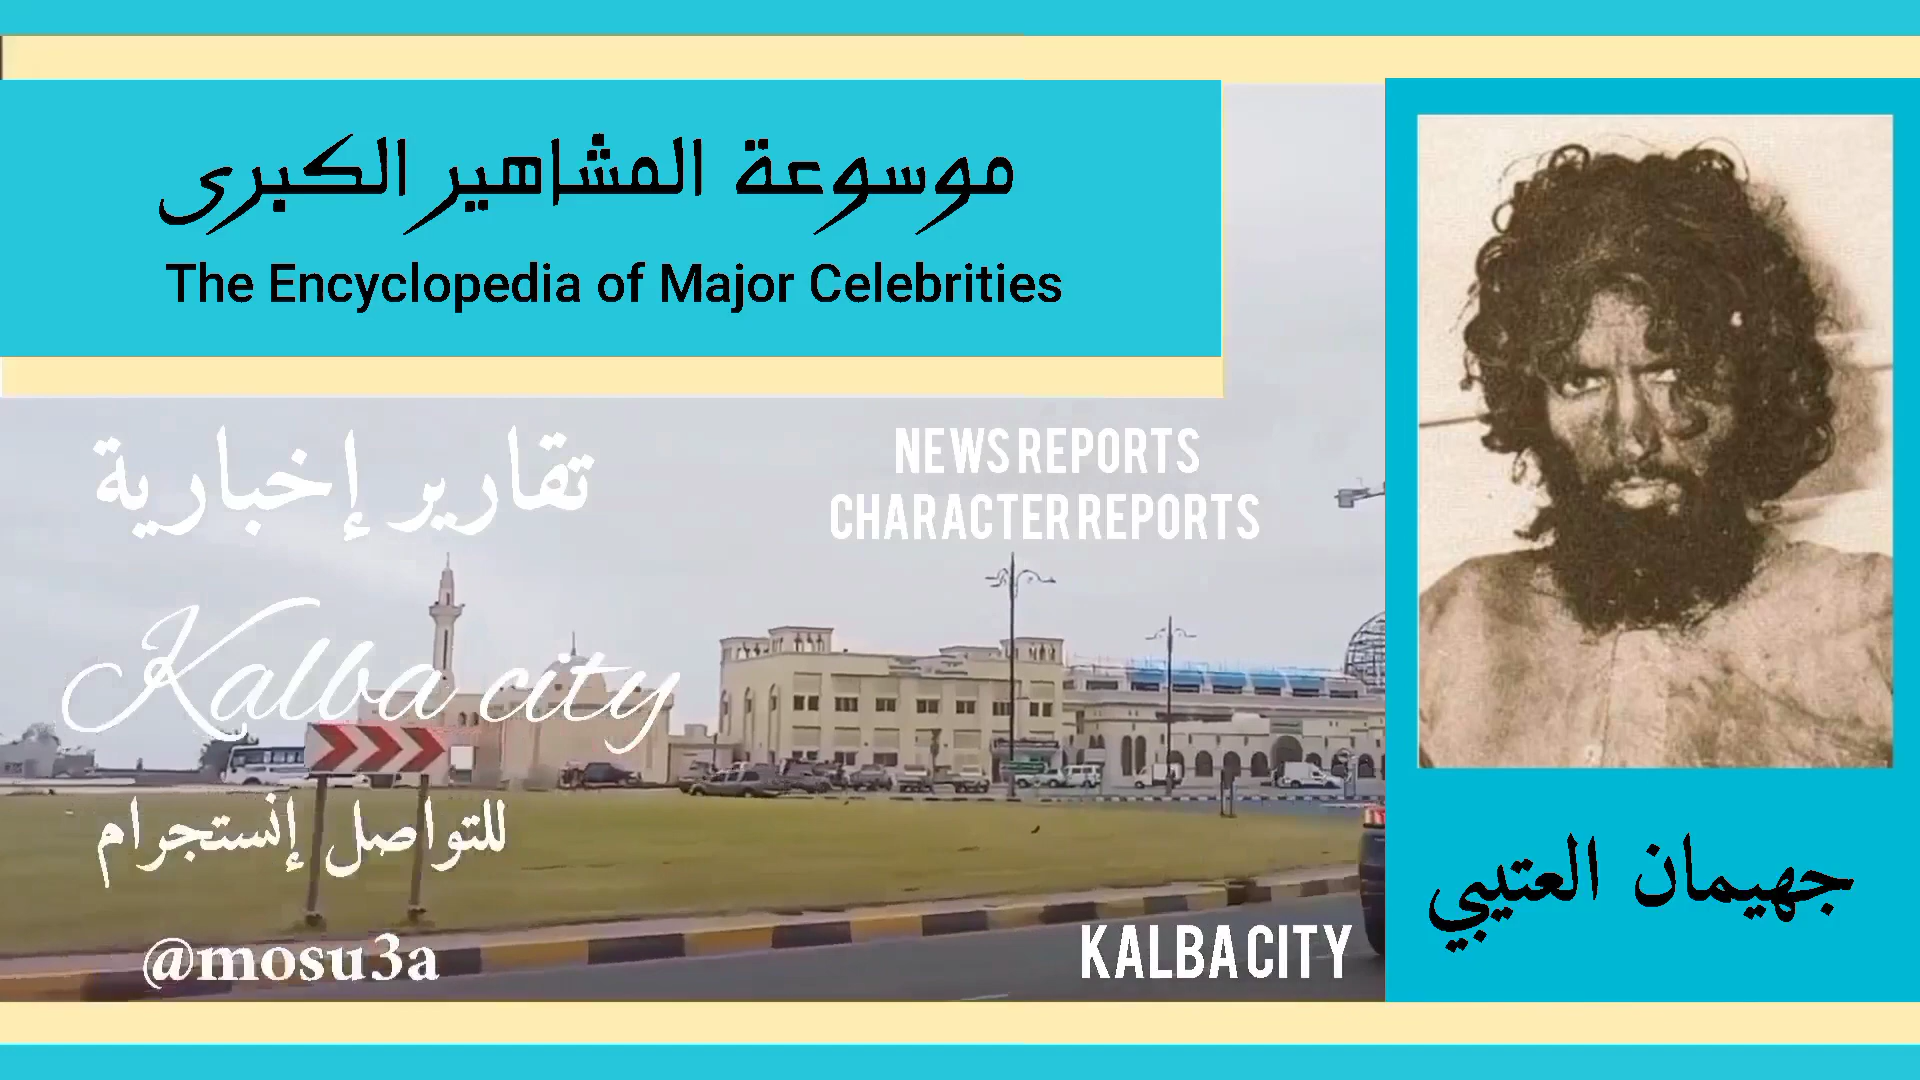 موسوعة المشاهير الكبرى
The Encyclopedia of Major Celebrities
تقارير إخبارية
NEWS REPORTS
CHARACTER REPORTS
Kalba city
للتواصل إنستجرام
@mosu3a
KALBA CITY
جهيمان العتيبي